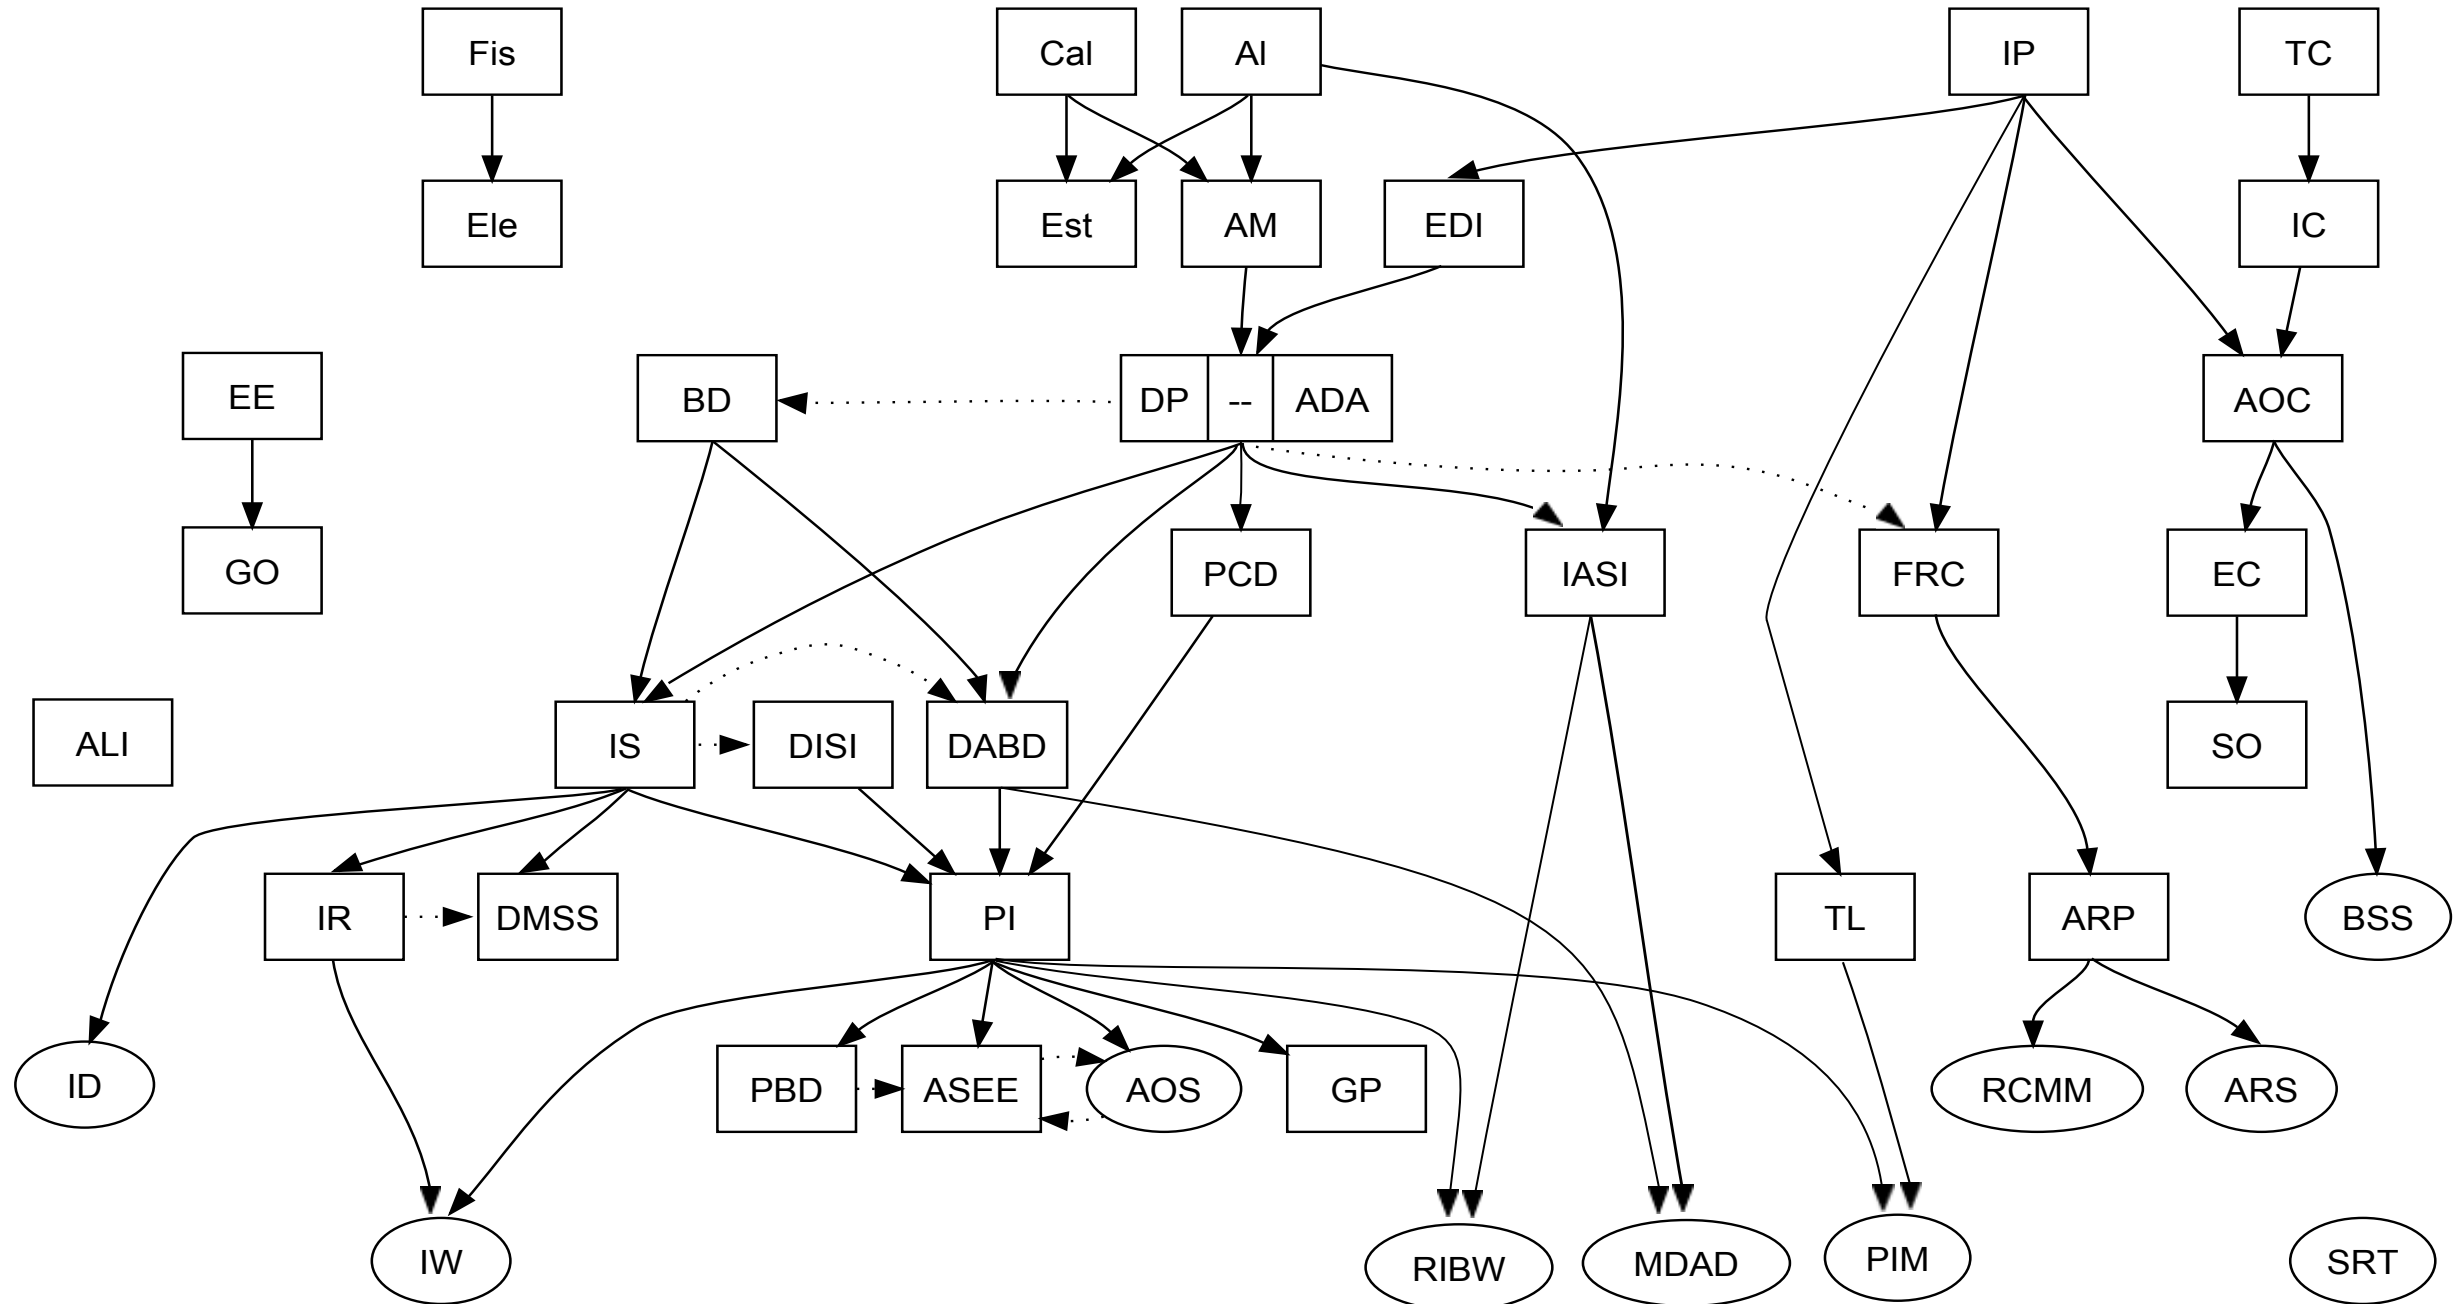 Fis
Cal
AI
IP
TC
Ele
Est
AM
EDI
IC
EE
BD
DP
--
ADA
AOC
GO
PCD
IASI
FRC
EC
ALI
IS
DISI
DABD
SO
IR
DMSS
PI
TL
ARP
BSS
ID
PBD
ASEE
AOS
GP
RCMM
ARS
IW
RIBW
MDAD
PIM
SRT